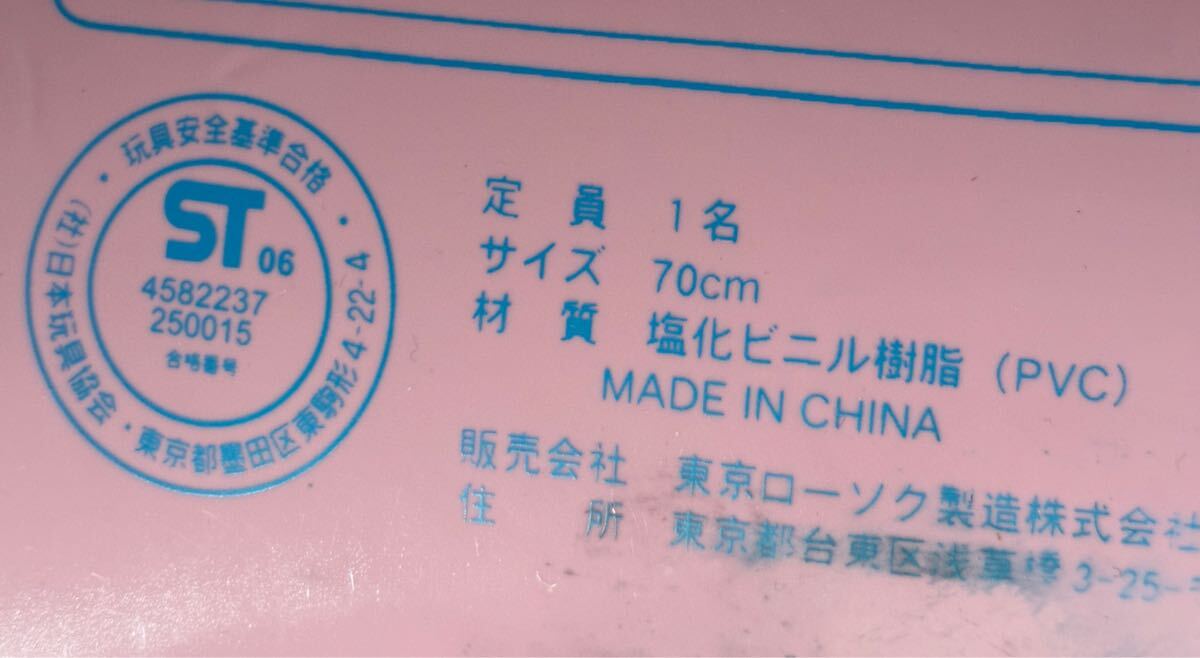 ・玩具安全基準合格・
(社)日本玩具協会・東京都墨田区東駒形4-22-4
ST 06
4582237
250015
合格番号
定員 1名
サイズ 70cm
材質 塩化ビニル樹脂 (PVC)
MADE IN CHINA
販売会社 東京ローソク製造株式会社
住所 東京都台東区浅草橋 3-25-